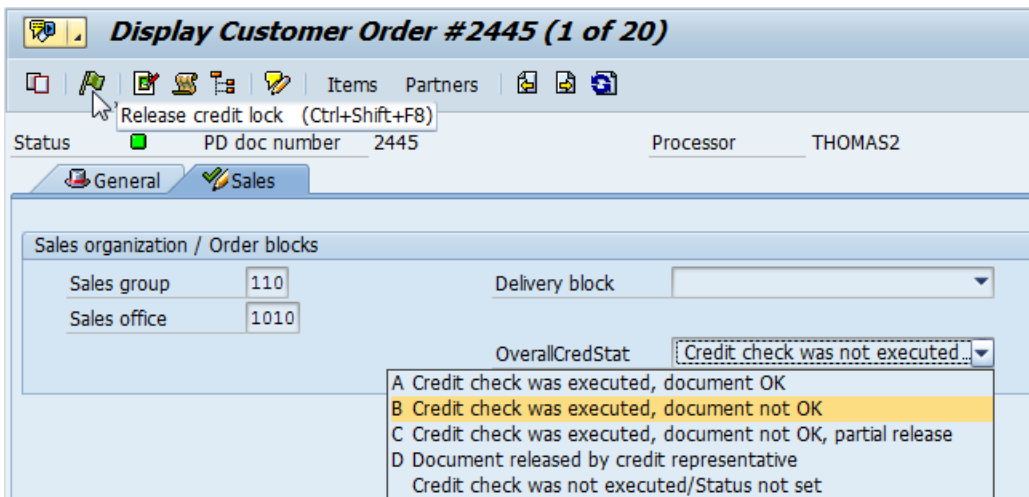 Display Customer Order #2445 (1 of 20)
Items Partners
Release credit lock (Ctrl+Shift+F8)
Status PD doc number 2445 Processor THOMAS2
General Sales
Sales organization / Order blocks
Sales group 110 Delivery block
Sales office 1010
OverallCredStat Credit check was not executed...
A Credit check was executed, document OK
B Credit check was executed, document not OK
C Credit check was executed, document not OK, partial release
D Document released by credit representative
Credit check was not executed/Status not set